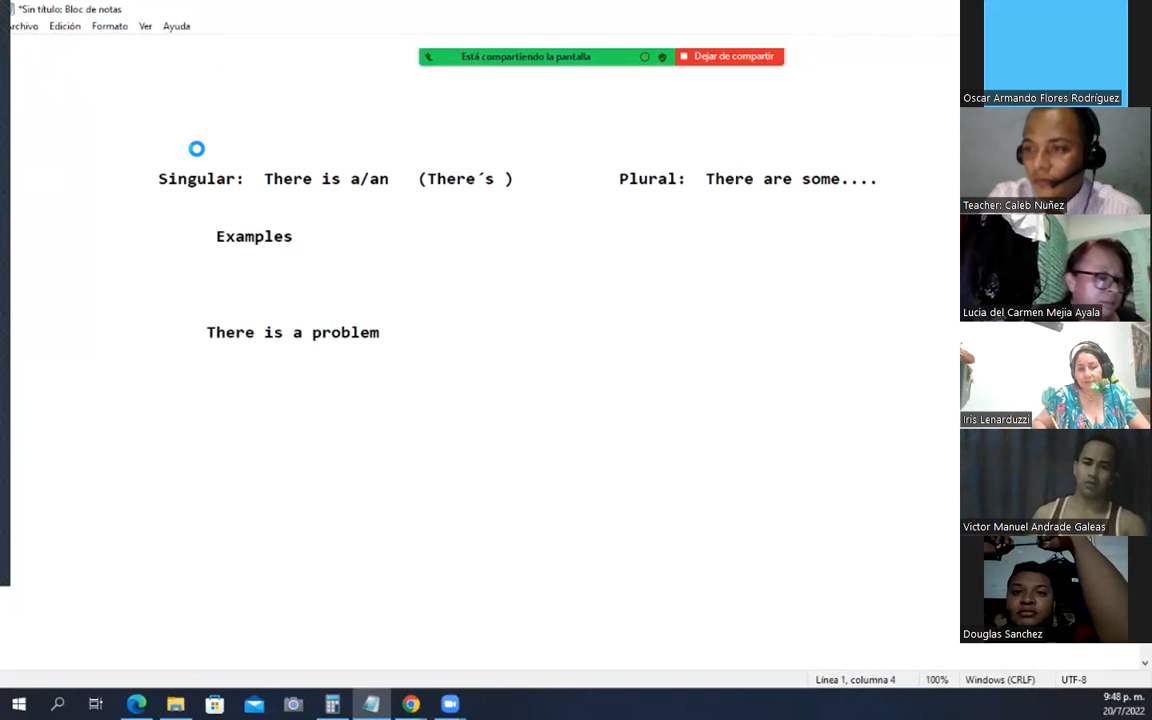 *Sin título: Bloc de notas
rchivo Edición Formato Ver Ayuda
Está compartiendo la pantalla Dejar de compartir
Singular: There is a/an (There´s ) Plural: There are some....
Examples
There is a problem
Oscar Armando Flores Rodríguez
Teacher: Caleb Nuñez
Lucia del Carmen Mejia Ayala
Iris Lenarduzzi
Victor Manuel Andrade Galeas
Douglas Sanchez
Línea 1, columna 4 100% Windows (CRLF) UTF-8
9:48 p. m.
20/7/2022